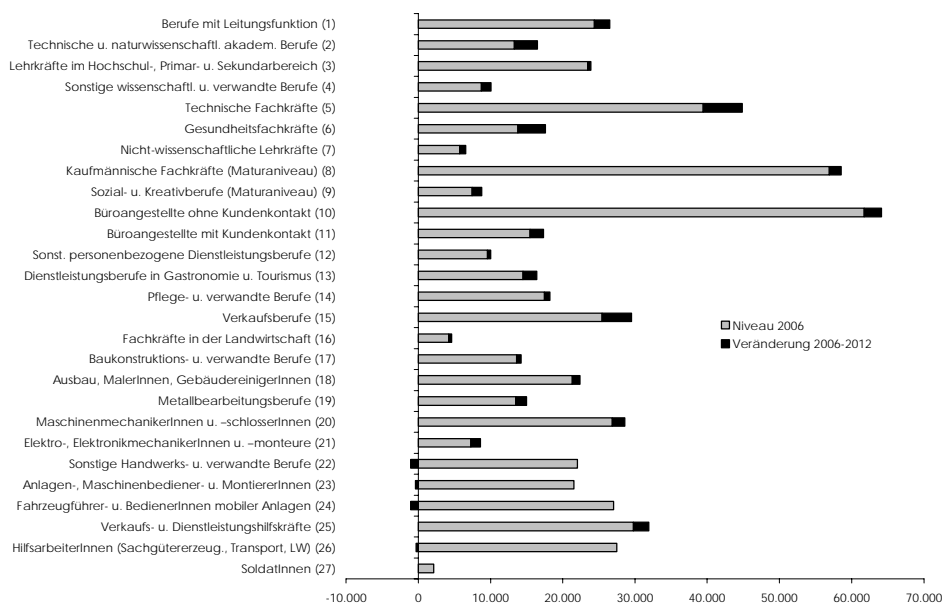 Berufe mit Leitungsfunktion (1)
Technische u. naturwissenschaftl. akadem. Berufe (2)
Lehrkräfte im Hochschul-, Primar- u. Sekundarbereich (3)
Sonstige wissenschaftl. u. verwandte Berufe (4)
Technische Fachkräfte (5)
Gesundheitsfachkräfte (6)
Nicht-wissenschaftliche Lehrkräfte (7)
Kaufmännische Fachkräfte (Maturaniveau) (8)
Sozial- u. Kreativberufe (Maturaniveau) (9)
Büroangestellte ohne Kundenkontakt (10)
Büroangestellte mit Kundenkontakt (11)
Sonst. personenbezogene Dienstleistungsberufe (12)
Dienstleistungsberufe in Gastronomie u. Tourismus (13)
Pflege- u. verwandte Berufe (14)
Verkaufsberufe (15)
Fachkräfte in der Landwirtschaft (16)
Baukonstruktions- u. verwandte Berufe (17)
Ausbau, MalerInnen, GebäudereinigerInnen (18)
Metallbearbeitungsberufe (19)
MaschinenmechanikerInnen u. –schlosserInnen (20)
Elektro-, ElektronikmechanikerInnen u. –monteure (21)
Sonstige Handwerks- u. verwandte Berufe (22)
Anlagen-, Maschinenbediener- u. MontiererInnen (23)
Fahrzeugführer- u. BedienerInnen mobiler Anlagen (24)
Verkaufs- u. Dienstleistungshilfskräfte (25)
HilfsarbeiterInnen (Sachgütererzeug., Transport, LW) (26)
SoldatInnen (27)
Niveau 2006
Veränderung 2006-2012
-10.000 0 10.000 20.000 30.000 40.000 50.000 60.000 70.000